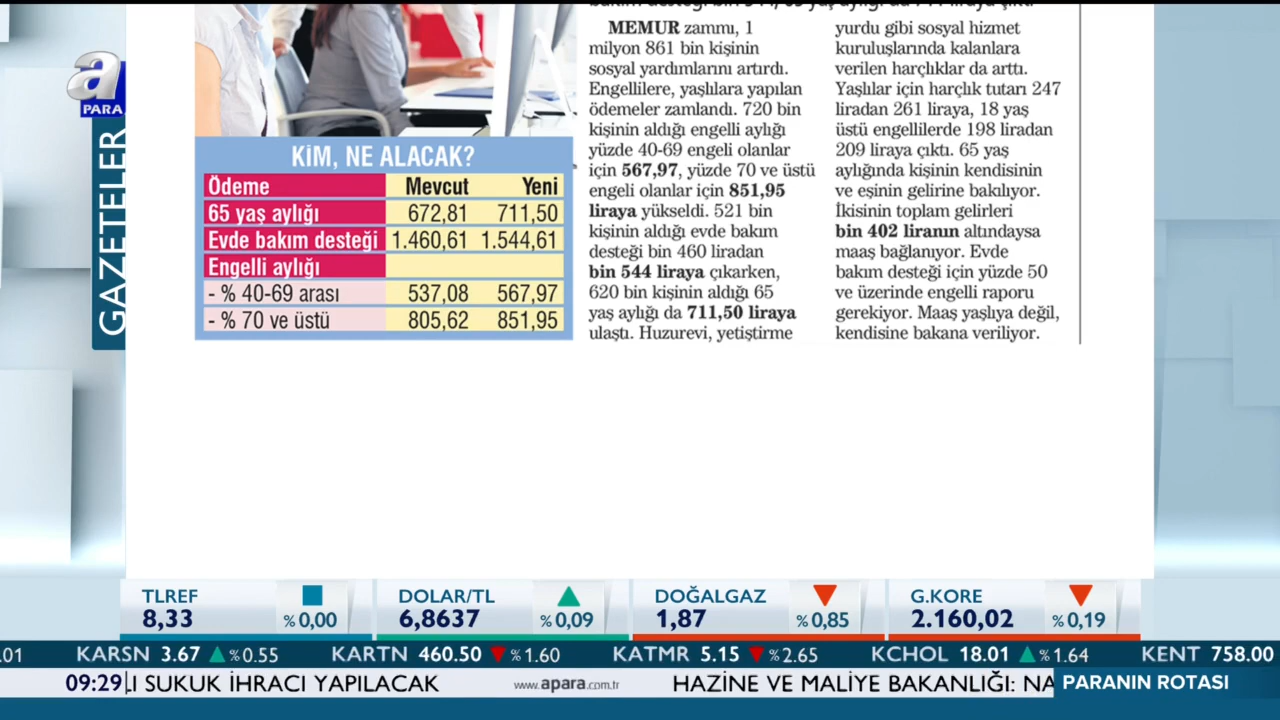 a
PARA
GAZETELER
KİM, NE ALACAK?
Ödeme Mevcut Yeni
65 yaş aylığı 672,81 711,50
Evde bakım desteği 1.460,61 1.544,61
Engelli aylığı
- % 40-69 arası 537,08 567,97
- % 70 ve üstü 805,62 851,95
MEMUR zammı, 1
milyon 861 bin kişinin
sosyal yardımlarını artırdı.
Engellilere, yaşlılara yapılan
ödemeler zamlandı. 720 bin
kişinin aldığı engelli aylığı
yüzde 40-69 engeli olanlar
için 567,97, yüzde 70 ve üstü
engeli olanlar için 851,95
liraya yükseldi. 521 bin
kişinin aldığı evde bakım
desteği bin 460 liradan
bin 544 liraya çıkarken,
620 bin kişinin aldığı 65
yaş aylığı da 711,50 liraya
ulaştı. Huzurevi, yetiştirme
yurdu gibi sosyal hizmet
kuruluşlarında kalanlara
verilen harçlıklar da arttı.
Yaşlılar için harçlık tutarı 247
liradan 261 liraya, 18 yaş
üstü engellilerde 198 liradan
209 liraya çıktı. 65 yaş
aylığında kişinin kendisinin
ve eşinin gelirine bakılıyor.
İkisinin toplam gelirleri
bin 402 liranın altındaysa
maaş bağlanıyor. Evde
bakım desteği için yüzde 50
ve üzerinde engelli raporu
gerekiyor. Maaş yaşlıya değil,
kendisine bakana veriliyor.
TLREF
8,33 %0,00
DOLAR/TL
6,8637 %0,09
DOĞALGAZ
1,87 %0,85
G.KORE
2.160,02 %0,19
.01 KARSN 3.67 %0.55 KARTN 460.50 %1.60 KATMR 5.15 %2.65 KCHOL 18.01 %1.64 KENT 758.00
09:29 LI SUKUK İHRACI YAPILACAK www.apara.com.tr HAZİNE VE MALİYE BAKANLIĞI: NA PARANIN ROTASI